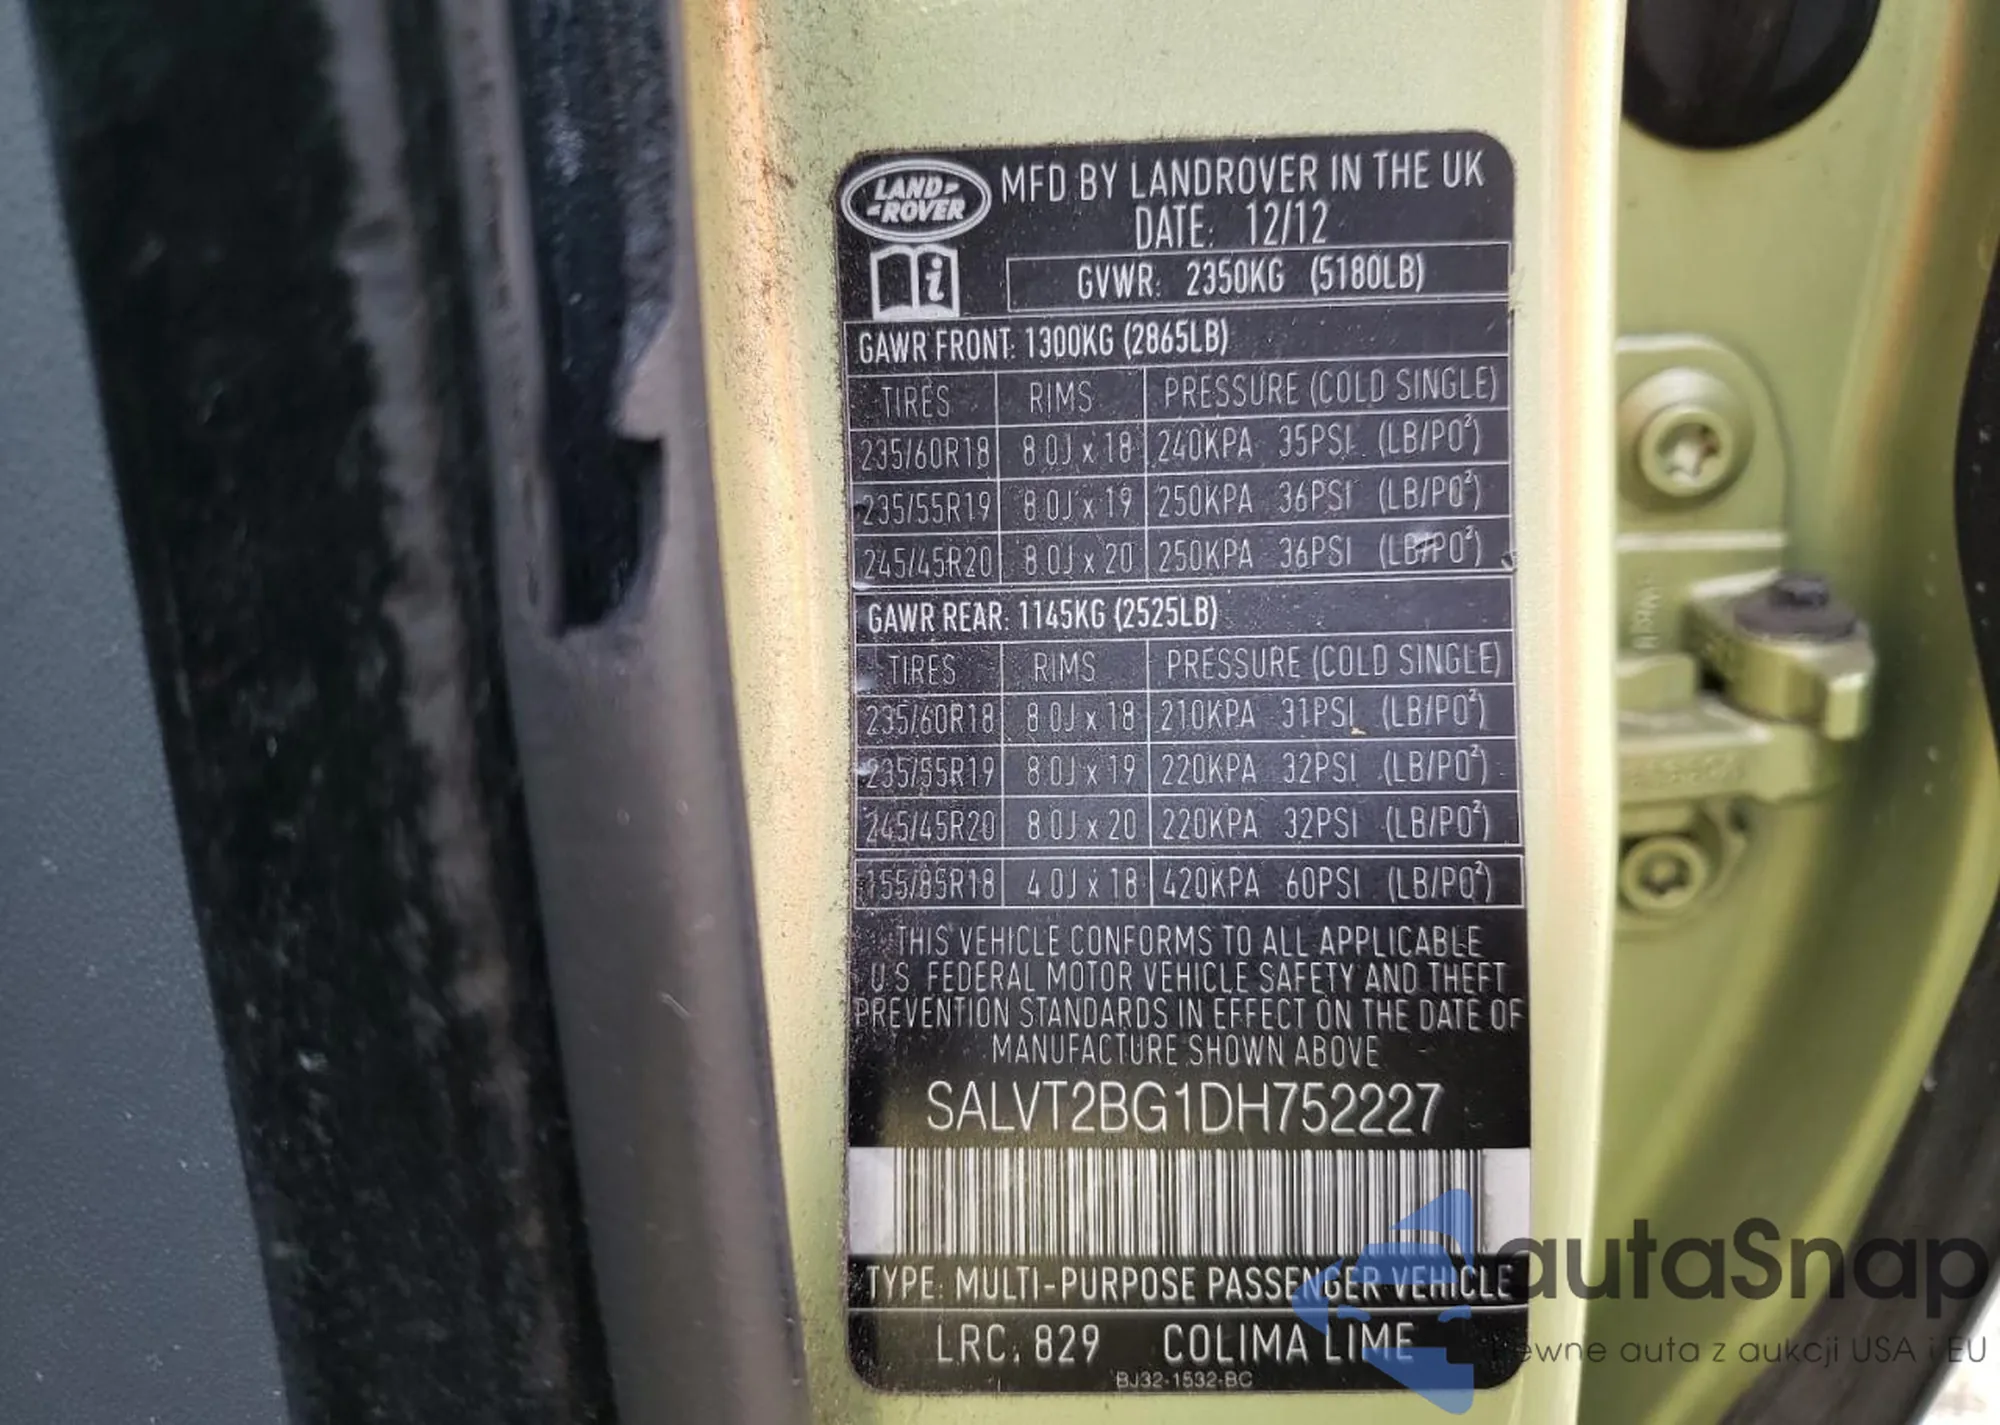 LAND ROVER
MFD BY LANDROVER IN THE UK
DATE: 12/12
GVWR: 2350KG (5180LB)
GAWR FRONT: 1300KG (2865LB)
TIRES RIMS PRESSURE (COLD SINGLE)
235/60R18 8.0J x 18 240KPA 35PSI (LB/PO²)
235/55R19 8.0J x 19 250KPA 36PSI (LB/PO²)
245/45R20 8.0J x 20 250KPA 36PSI (LB/PO²)
GAWR REAR: 1145KG (2525LB)
TIRES RIMS PRESSURE (COLD SINGLE)
235/60R18 8.0J x 18 210KPA 31PSI (LB/PO²)
235/55R19 8.0J x 19 220KPA 32PSI (LB/PO²)
245/45R20 8.0J x 20 220KPA 32PSI (LB/PO²)
155/85R18 4.0J x 18 420KPA 60PSI (LB/PO²)
THIS VEHICLE CONFORMS TO ALL APPLICABLE
U.S. FEDERAL MOTOR VEHICLE SAFETY AND THEFT
PREVENTION STANDARDS IN EFFECT ON THE DATE OF
MANUFACTURE SHOWN ABOVE
SALVT2BG1DH752227
TYPE: MULTI-PURPOSE PASSENGER VEHICLE
LRC. 829 COLIMA LIME
BJ32-1532-BC
autaSnap
Pewne auta z aukcji USA i EU